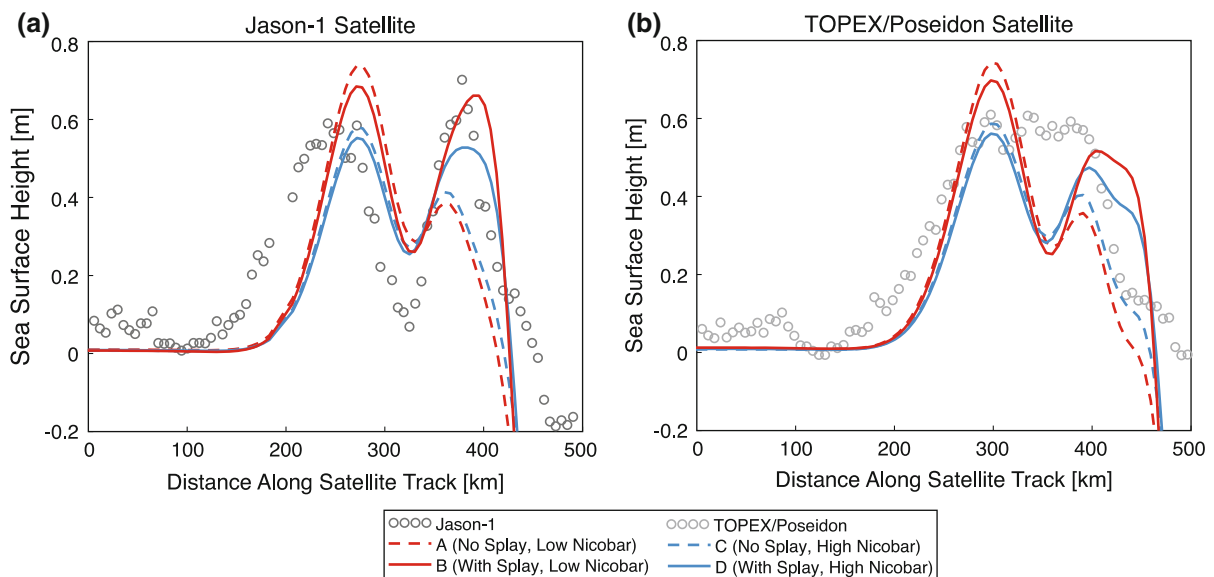 (a)
Jason-1 Satellite
Sea Surface Height [m]
0.8
0.6
0.4
0.2
0
-0.2
0
100
200
300
400
500
Distance Along Satellite Track [km]
(b)
TOPEX/Poseidon Satellite
Sea Surface Height [m]
0.8
0.6
0.4
0.2
0
-0.2
0
100
200
300
400
500
Distance Along Satellite Track [km]
Jason-1
A (No Splay, Low Nicobar)
B (With Splay, Low Nicobar)
TOPEX/Poseidon
C (No Splay, High Nicobar)
D (With Splay, High Nicobar)